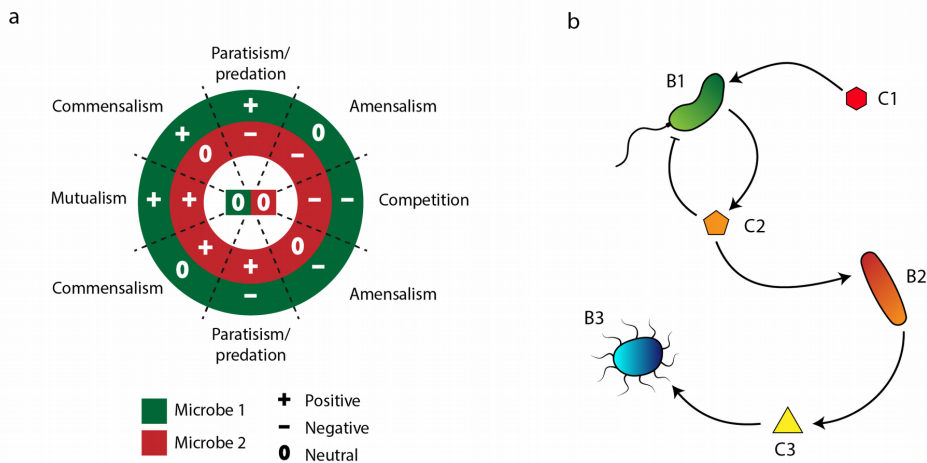 a
Paratisism/
predation
Commensalism
Amensalism
+
+
0
0
–
–
Mutualism
+
+
0
0
–
–
Competition
+
0
0
–
+
–
Commensalism
Amensalism
Paratisism/
predation
Microbe 1
Microbe 2
+ Positive
– Negative
0 Neutral
b
B1
C1
C2
B2
B3
C3